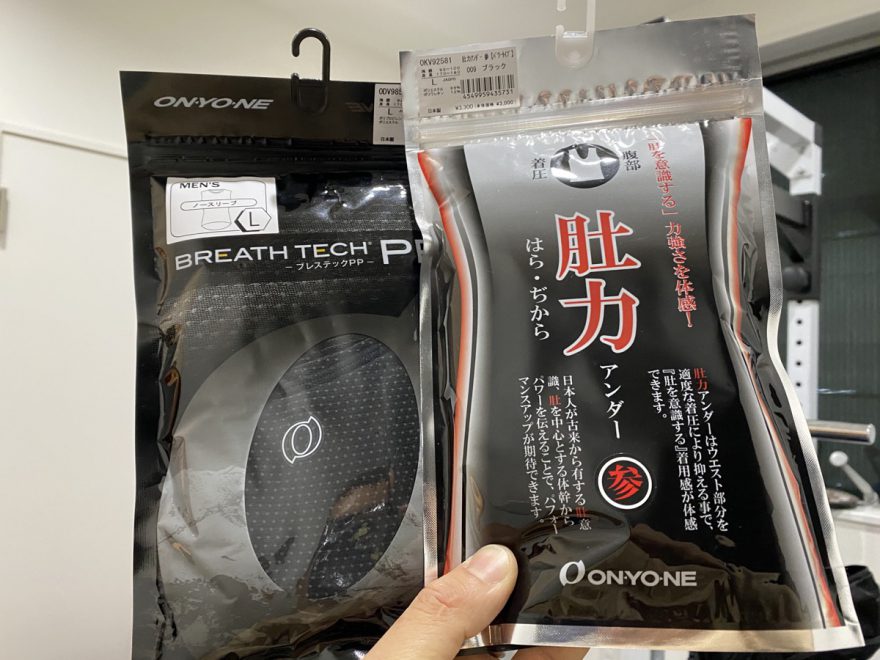 ON•YO•NE
ODV98
L
日本製
MEN'S
ノースリーブ
L
BREATH TECH
PP
－ブレステックPP－
OKV92581
009 ブラック
L
日本製
4549959435731
¥3,300
腹部
着圧
「肚を意識する」力強さを体感!
肚力
はら・ぢから
アンダー
参
肚力アンダーはウエスト部分を
適度な着圧により抑える事で、
『肚を意識する』着用感が体感
できます。
日本人が古来から有する肚意
識、肚を中心とする体幹から
パワーを伝えることで、パフォー
マンスアップが期待できます。
ON•YO•NE